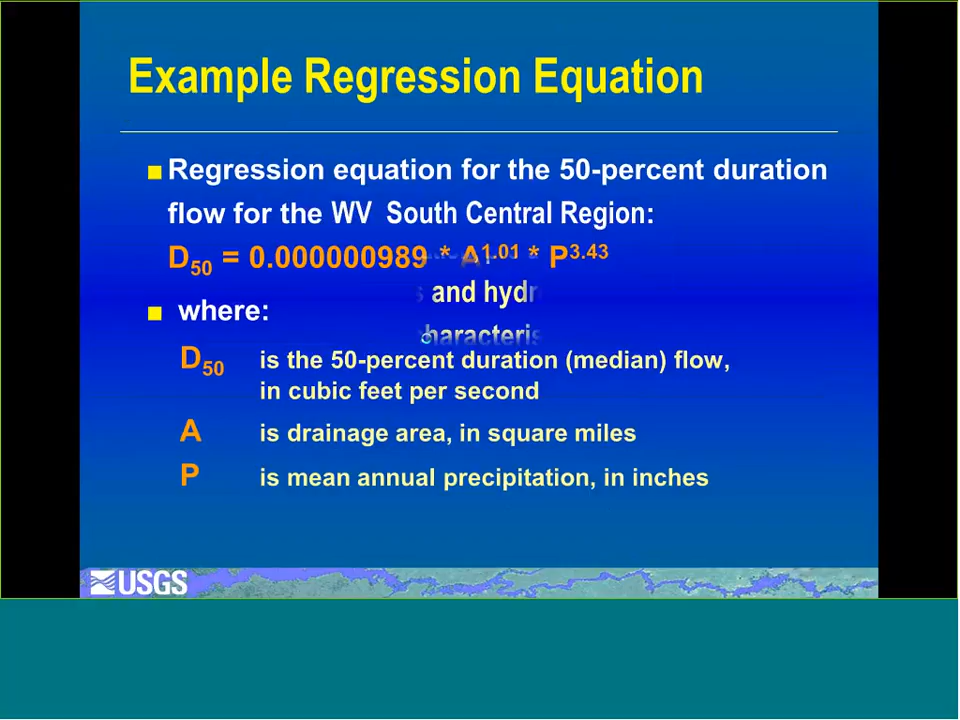 Example Regression Equation
Regression equation for the 50-percent duration
flow for the WV South Central Region:
D50 = 0.000000989 * A1.01 * P3.43
and hydr
where:
D50 is the 50-percent duration (median) flow,
in cubic feet per second
A is drainage area, in square miles
P is mean annual precipitation, in inches
USGS